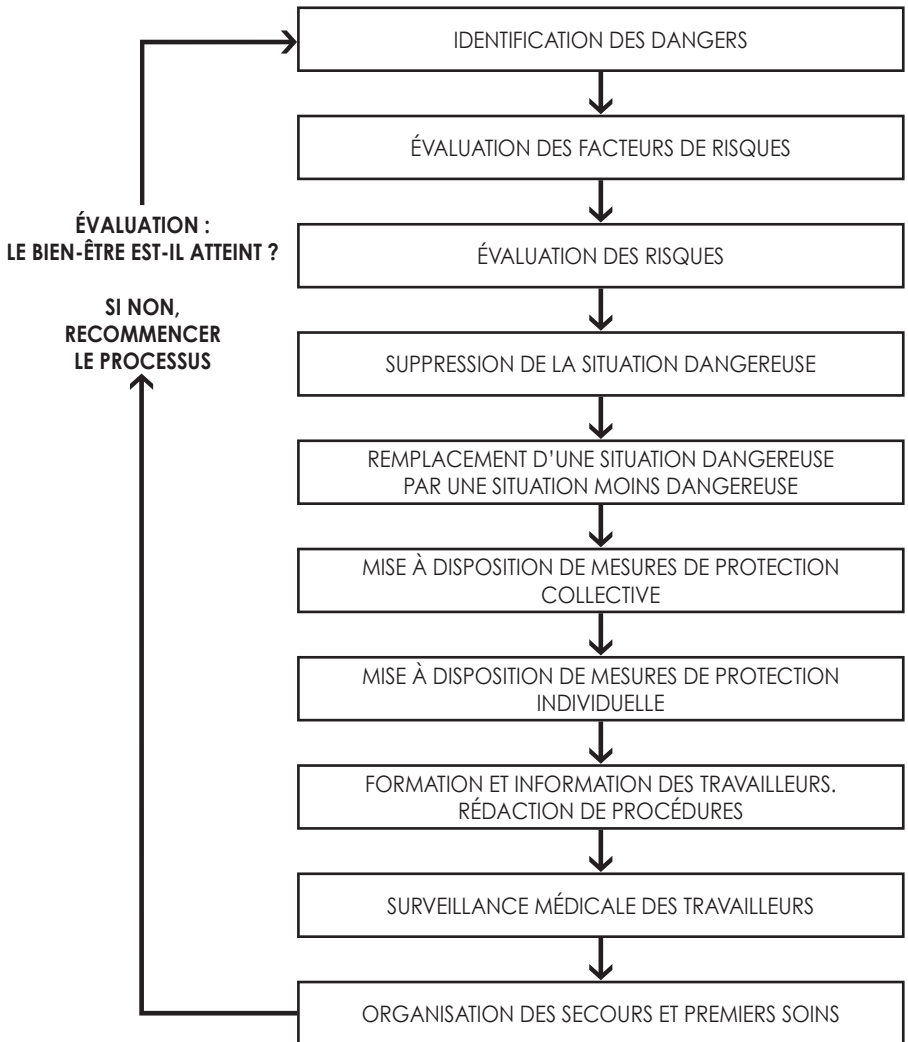 IDENTIFICATION DES DANGERS
ÉVALUATION DES FACTEURS DE RISQUES
ÉVALUATION :
LE BIEN-ÊTRE EST-IL ATTEINT ?
SI NON,
RECOMMENCER
LE PROCESSUS
ÉVALUATION DES RISQUES
SUPPRESSION DE LA SITUATION DANGEREUSE
REMPLACEMENT D’UNE SITUATION DANGEREUSE
PAR UNE SITUATION MOINS DANGEREUSE
MISE À DISPOSITION DE MESURES DE PROTECTION
COLLECTIVE
MISE À DISPOSITION DE MESURES DE PROTECTION
INDIVIDUELLE
FORMATION ET INFORMATION DES TRAVAILLEURS.
RÉDACTION DE PROCÉDURES
SURVEILLANCE MÉDICALE DES TRAVAILLEURS
ORGANISATION DES SECOURS ET PREMIERS SOINS